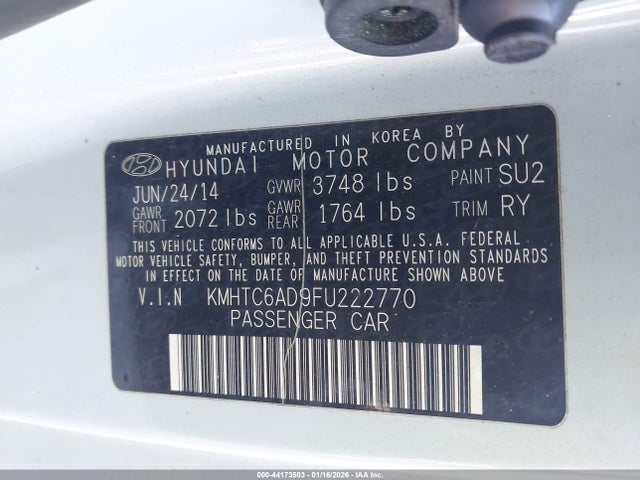 MANUFACTURED IN KOREA BY
HYUNDAI MOTOR COMPANY
JUN/24/14 GVWR 3748 lbs PAINT SU2
GAWR FRONT 2072 lbs GAWR REAR 1764 lbs TRIM RY
THIS VEHICLE CONFORMS TO ALL APPLICABLE U.S.A. FEDERAL
MOTOR VEHICLE SAFETY, BUMPER, AND THEFT PREVENTION STANDARDS
IN EFFECT ON THE DATE OF MANUFACTURE SHOWN ABOVE
V.I.N KMHTC6AD9FU222770
PASSENGER CAR
000-44173503 | 01/16/2026 - IAAI.COM